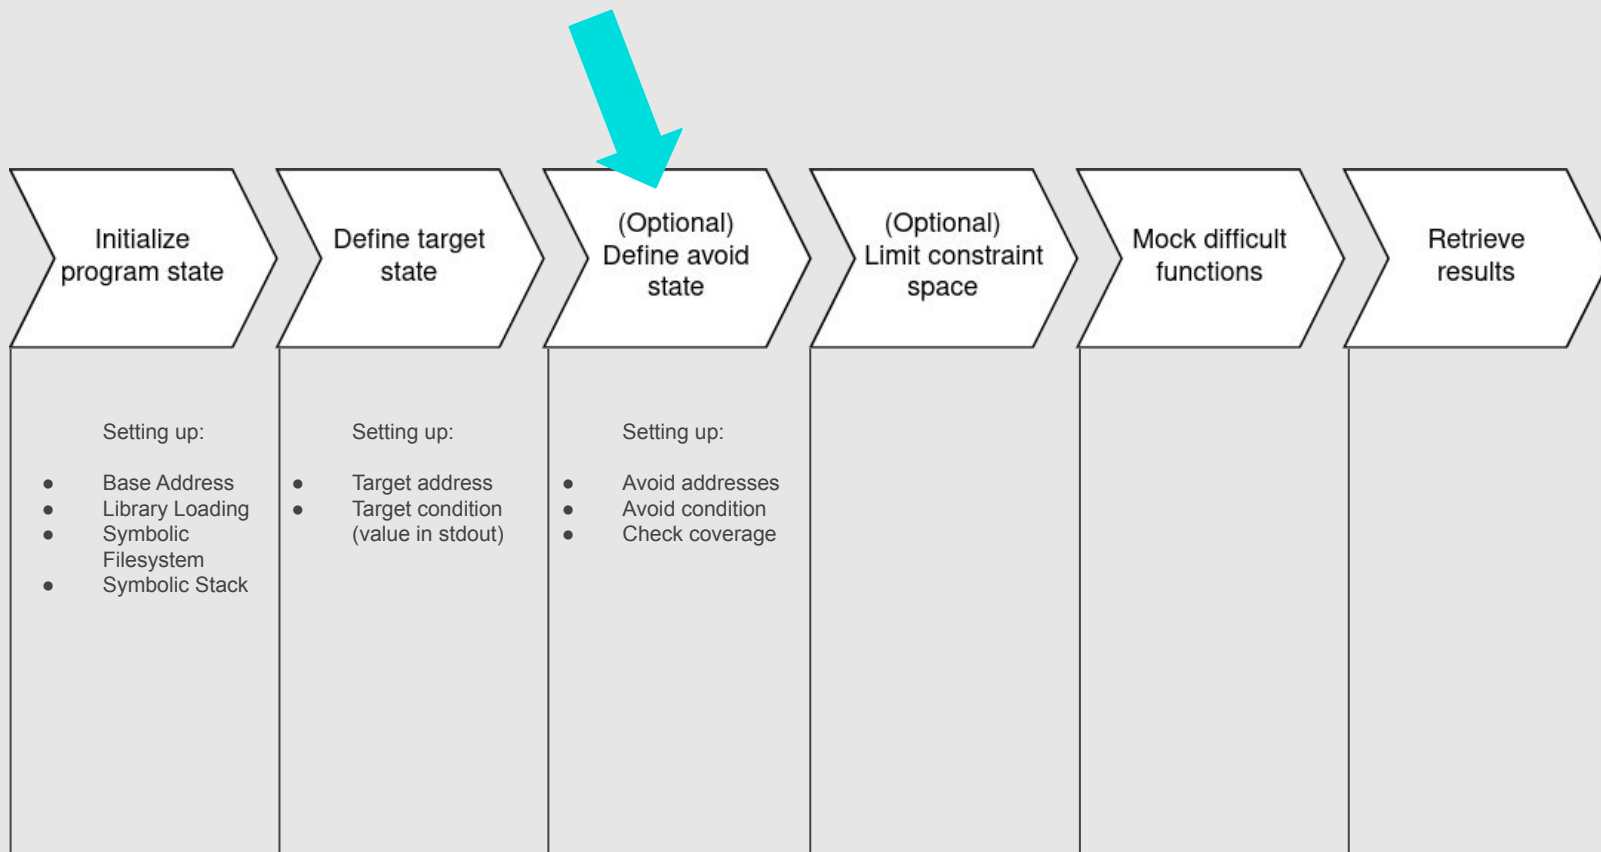 Initialize
program state
Define target
state
(Optional)
Define avoid
state
(Optional)
Limit constraint
space
Mock difficult
functions
Retrieve
results
Setting up:
● Base Address
● Library Loading
● Symbolic
Filesystem
● Symbolic Stack
Setting up:
● Target address
● Target condition
(value in stdout)
Setting up:
● Avoid addresses
● Avoid condition
● Check coverage